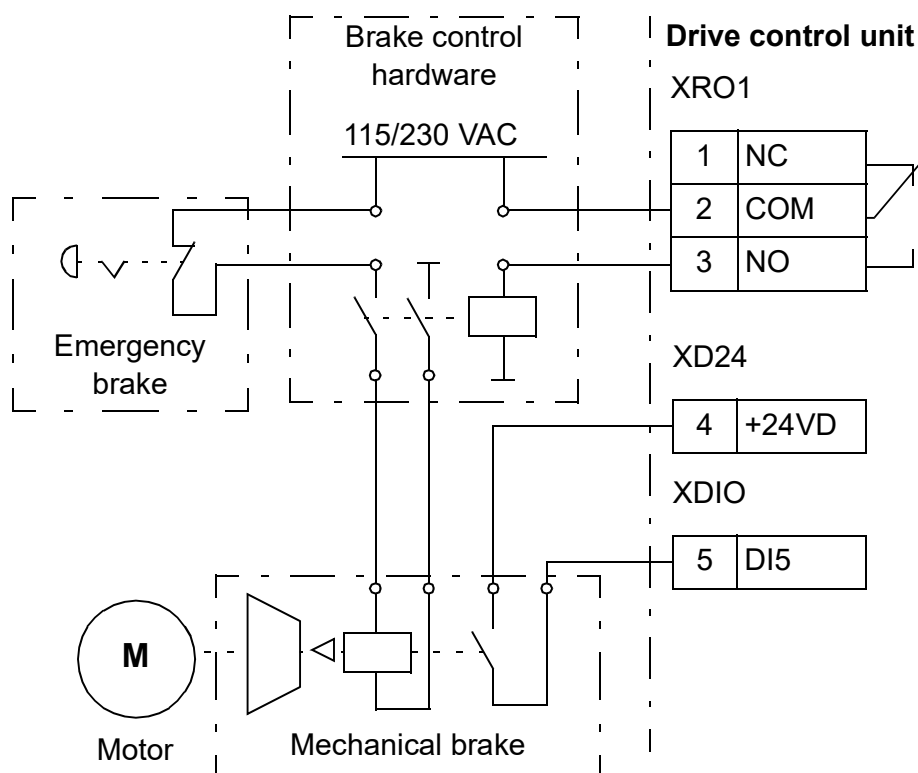 Brake control
hardware
115/230 VAC
Drive control unit
XRO1
1 NC
2 COM
3 NO
Emergency
brake
XD24
4 +24VD
XDIO
5 DI5
M
Motor
Mechanical brake